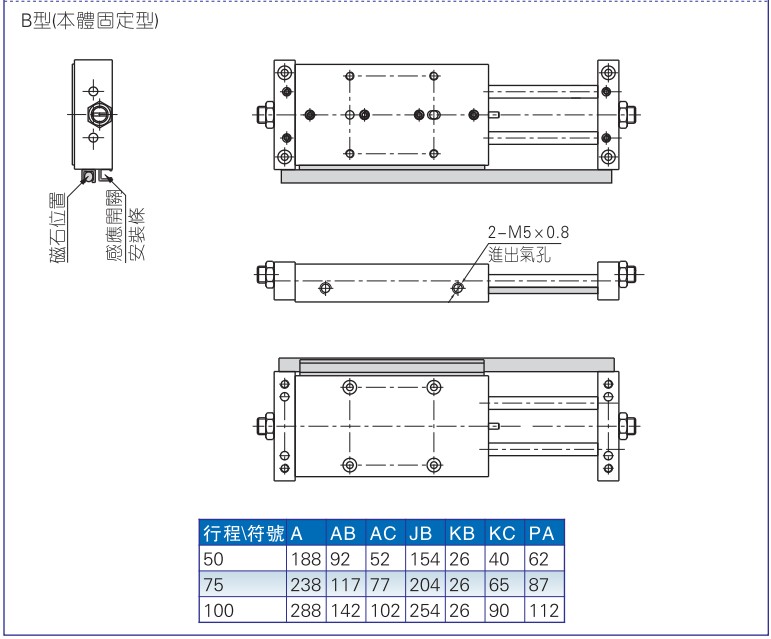 B型(本體固定型)
磁石位置
感應開關
安裝條
2-M5×0.8
進出氣孔
行程\符號 A AB AC JB KB KC PA
50 188 92 52 154 26 40 62
75 238 117 77 204 26 65 87
100 288 142 102 254 26 90 112